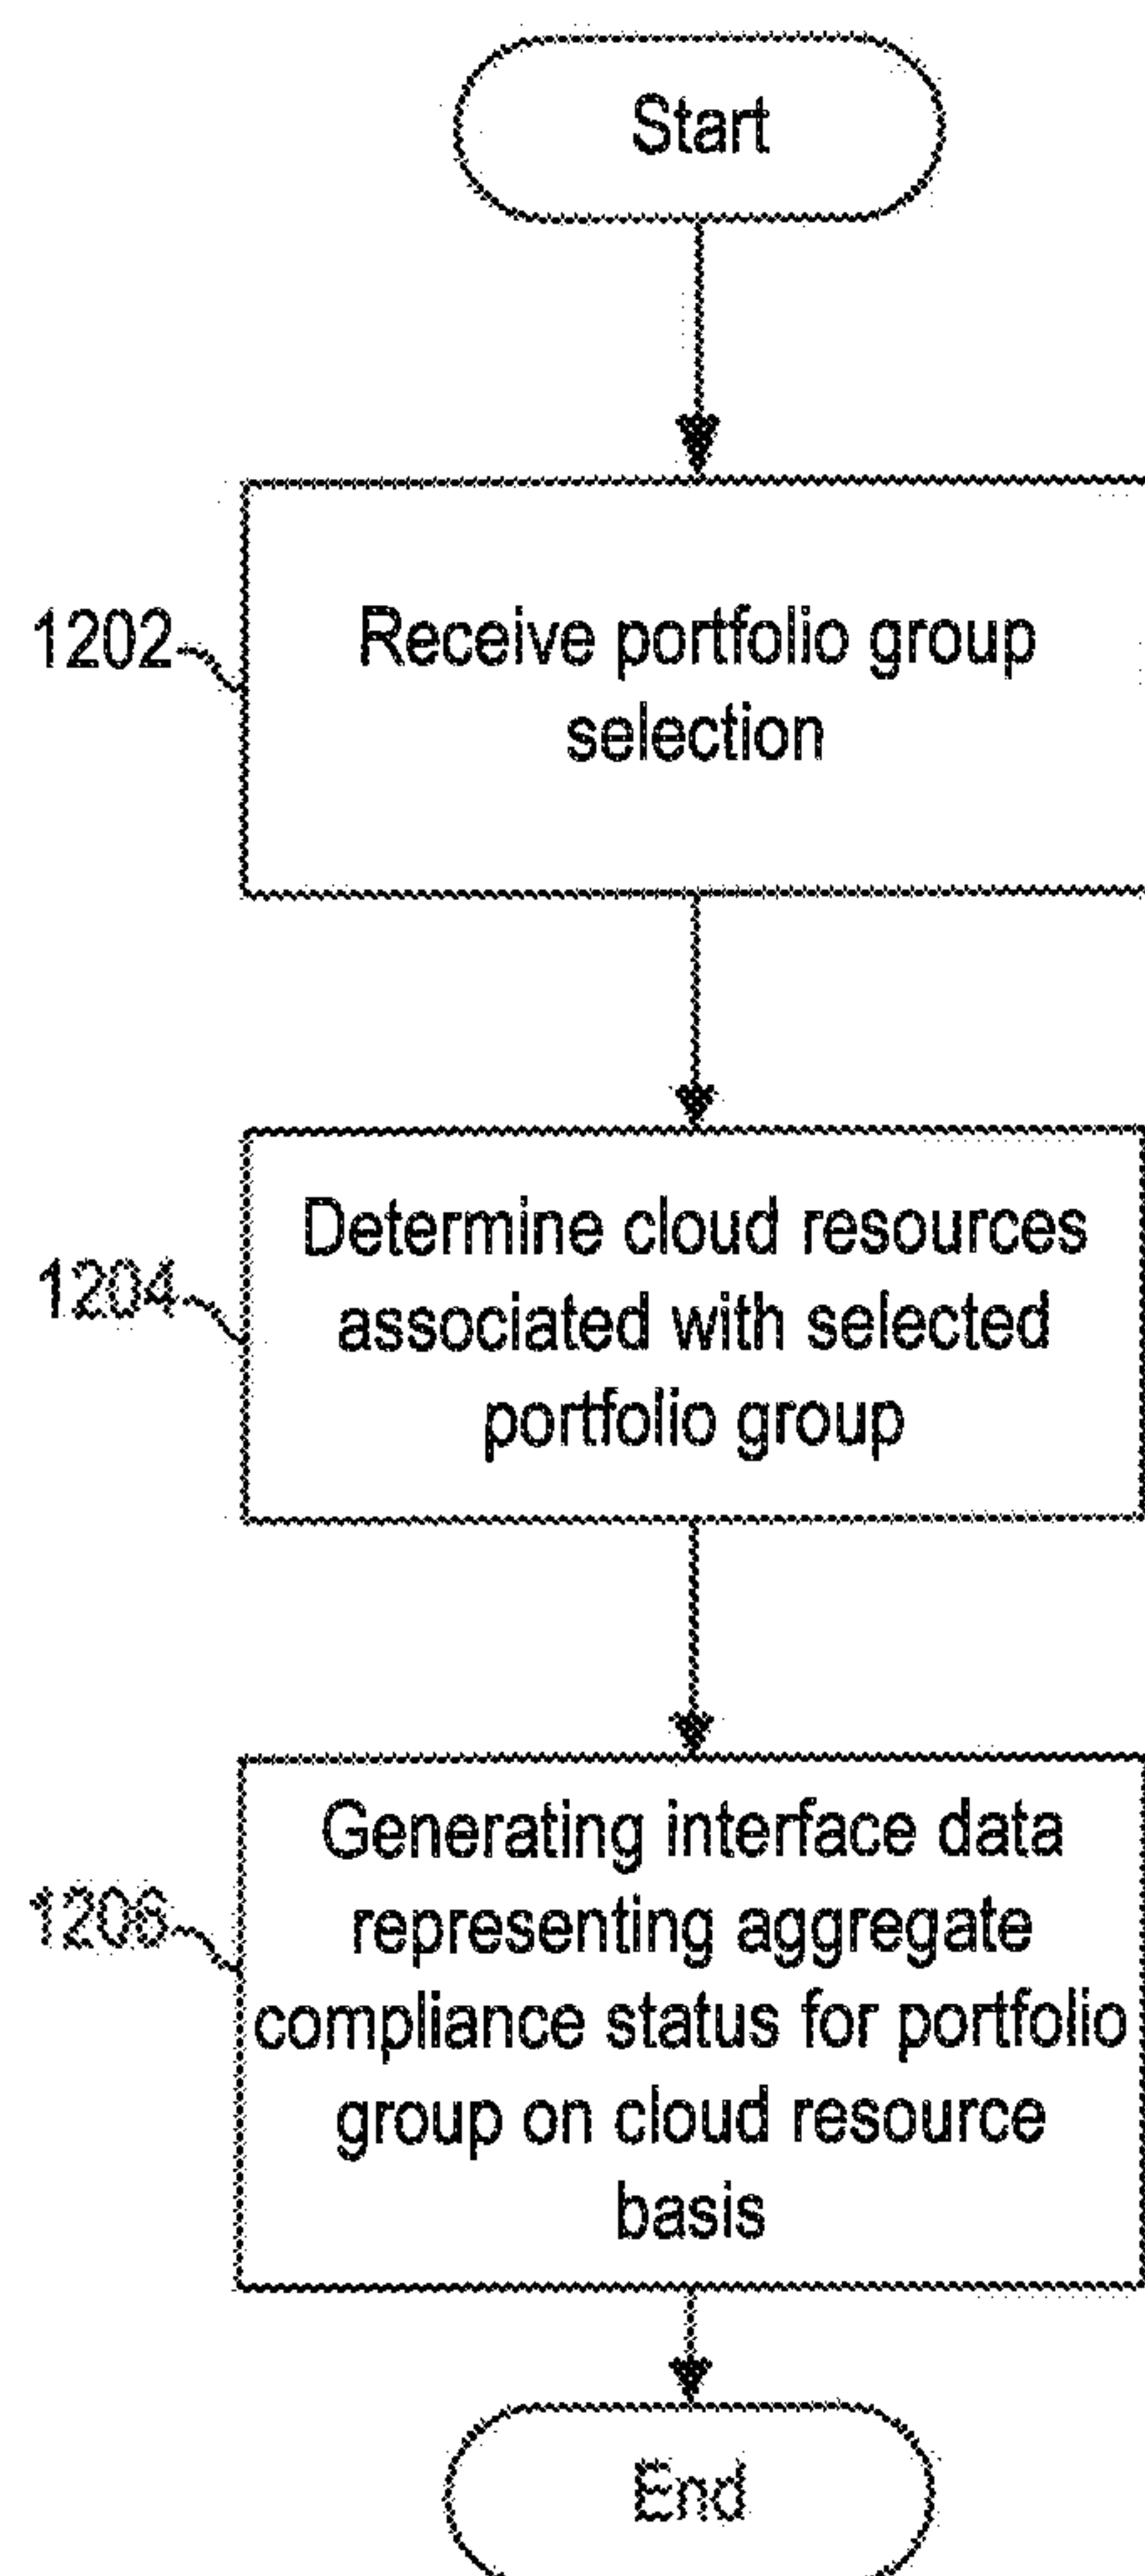 Start
1202
Receive portfolio group
selection
1204
Determine cloud resources
associated with selected
portfolio group
1206
Generating interface data
representing aggregate
compliance status for portfolio
group on cloud resource
basis
End